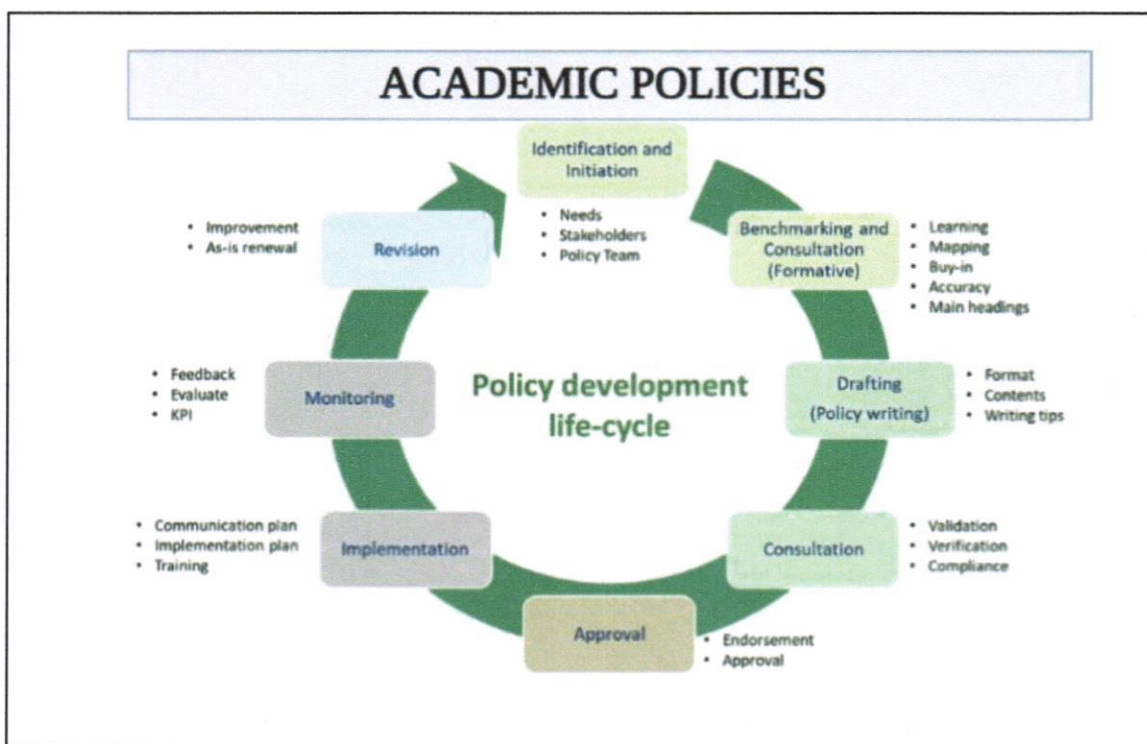 ACADEMIC POLICIES
Identification and
Initiation
• Needs
• Stakeholders
• Policy Team
Benchmarking and
Consultation
(Formative)
• Learning
• Mapping
• Buy-in
• Accuracy
• Main headings
Drafting
(Policy writing)
• Format
• Contents
• Writing tips
Consultation
• Validation
• Verification
• Compliance
Approval
• Endorsement
• Approval
Implementation
• Communication plan
• Implementation plan
• Training
Monitoring
• Feedback
• Evaluate
• KPI
Revision
• Improvement
• As-is renewal
Policy development
life-cycle